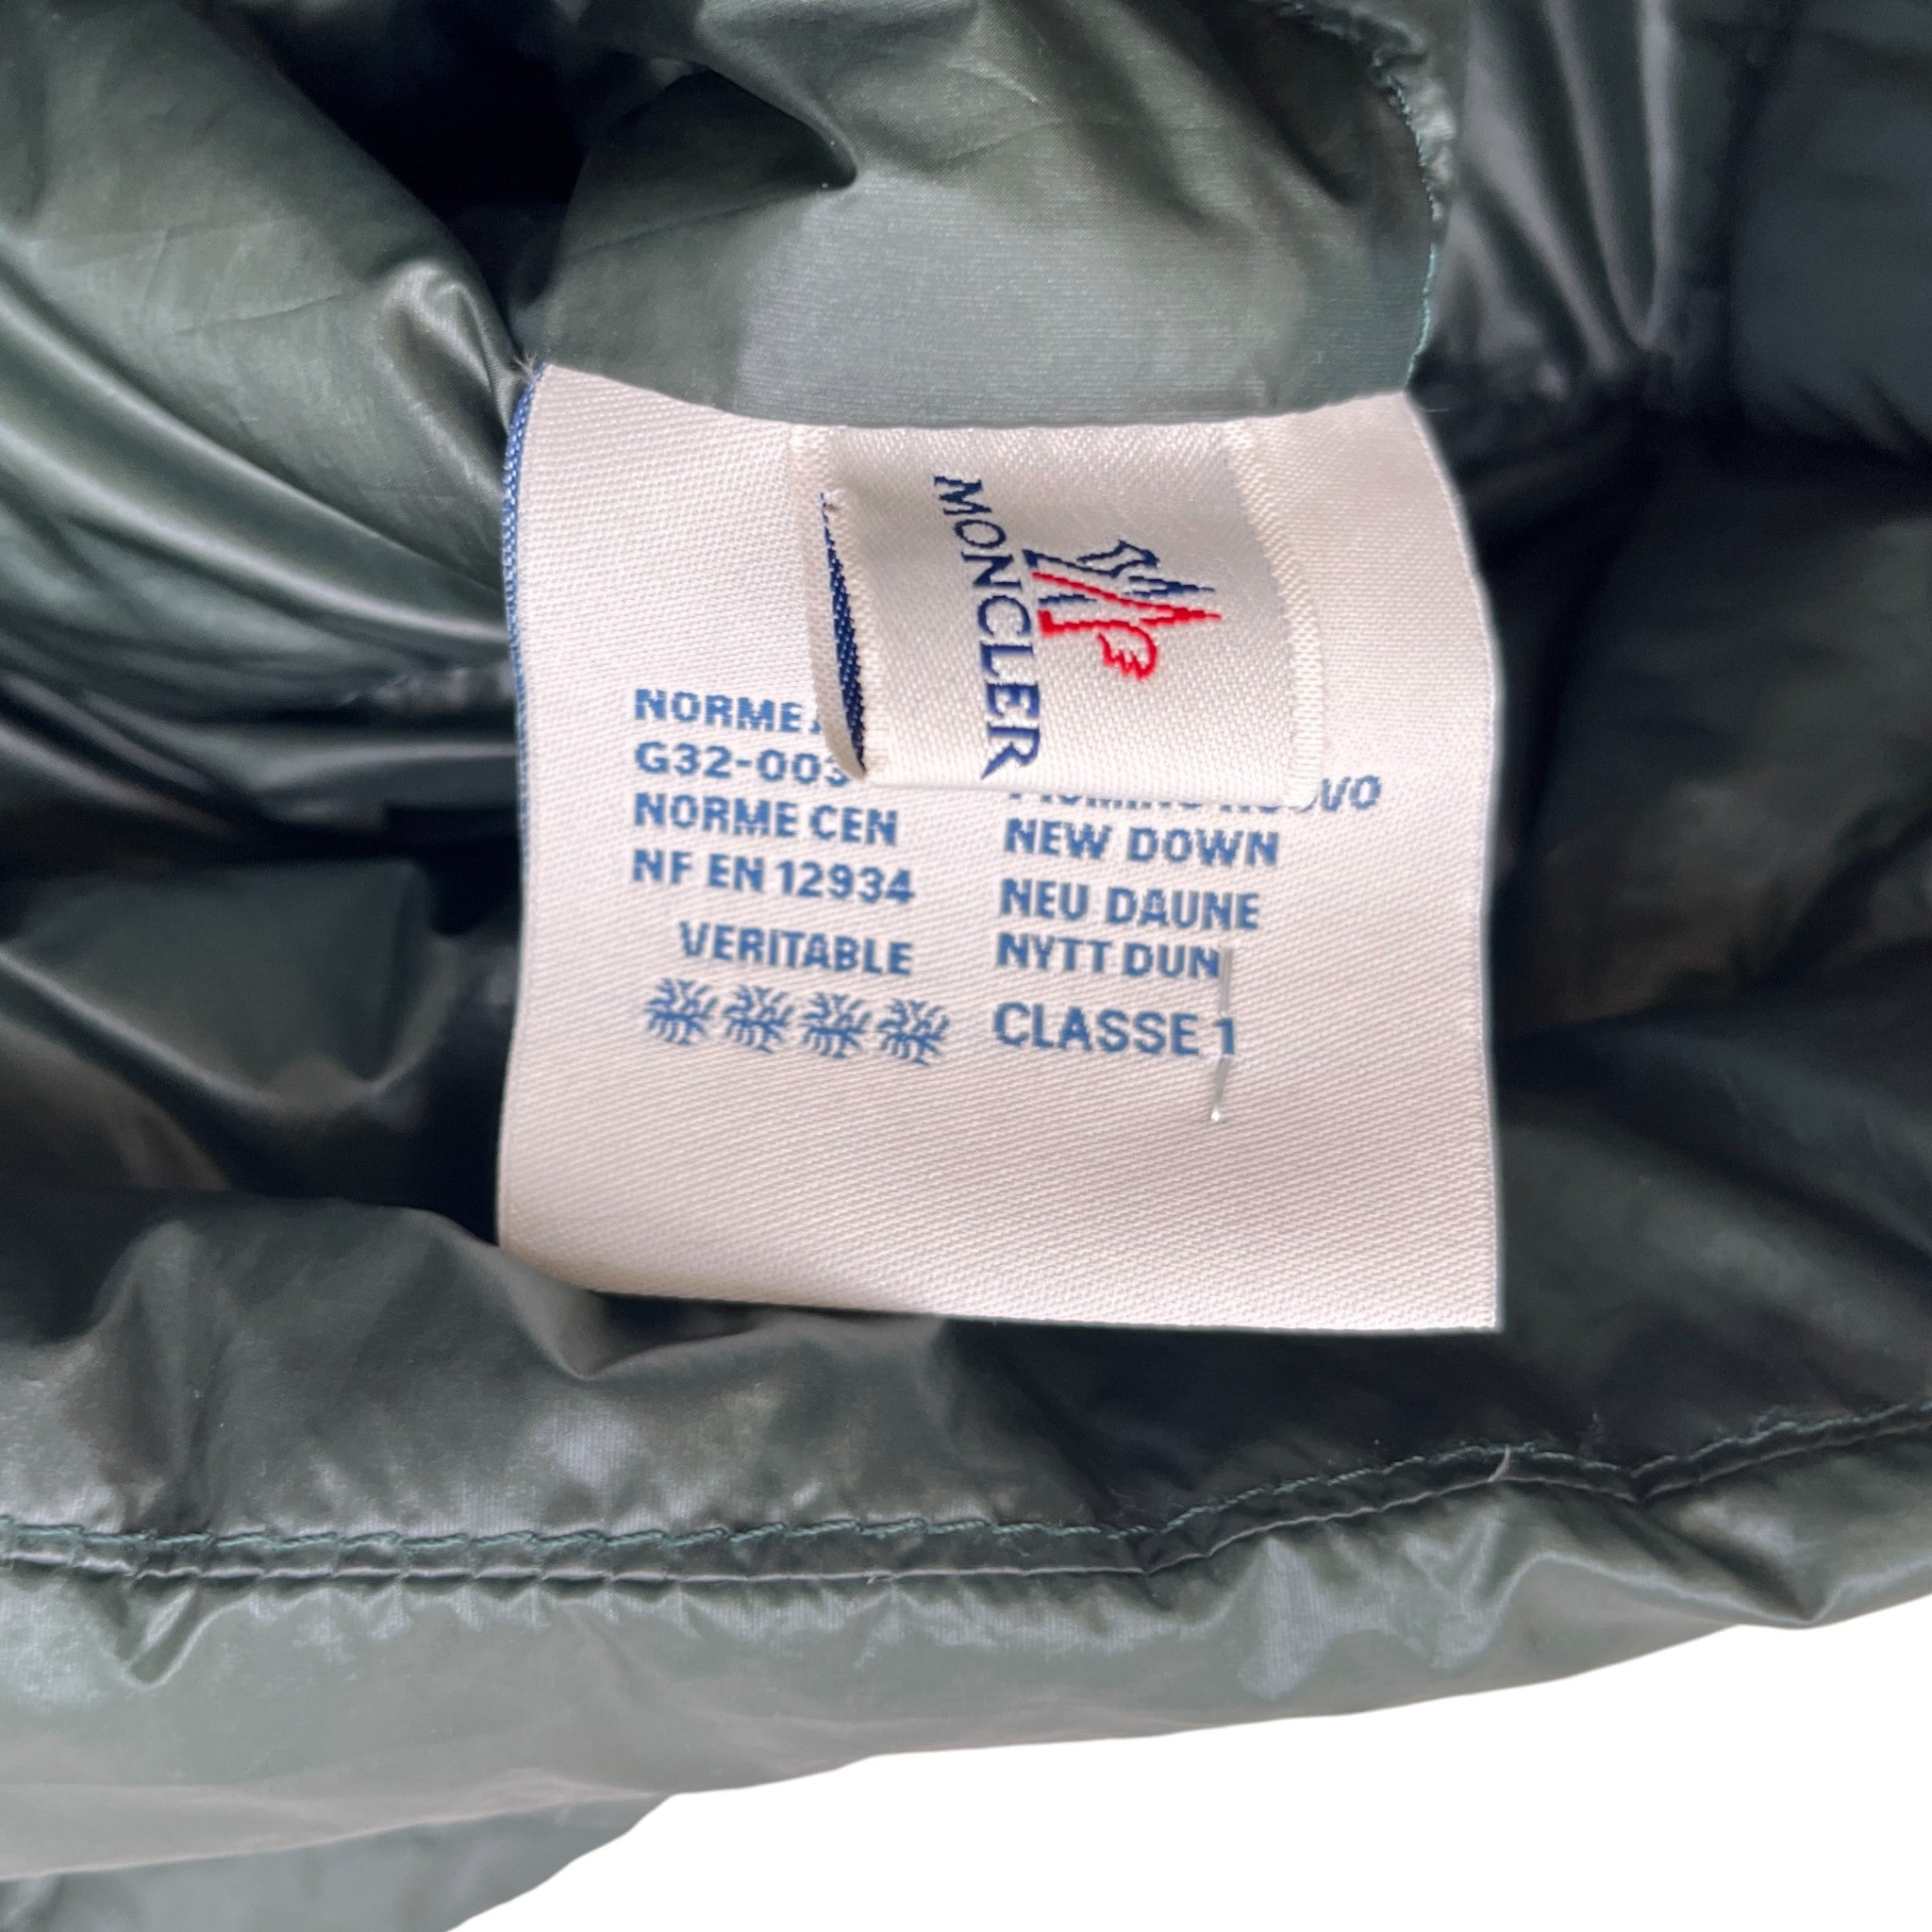 MONCLER
NORME
G32-003
NORME CEN
NF EN 12934
VERITABLE
NEW DOWN
NEU DAUNE
NYTT DUN
CLASSE 1